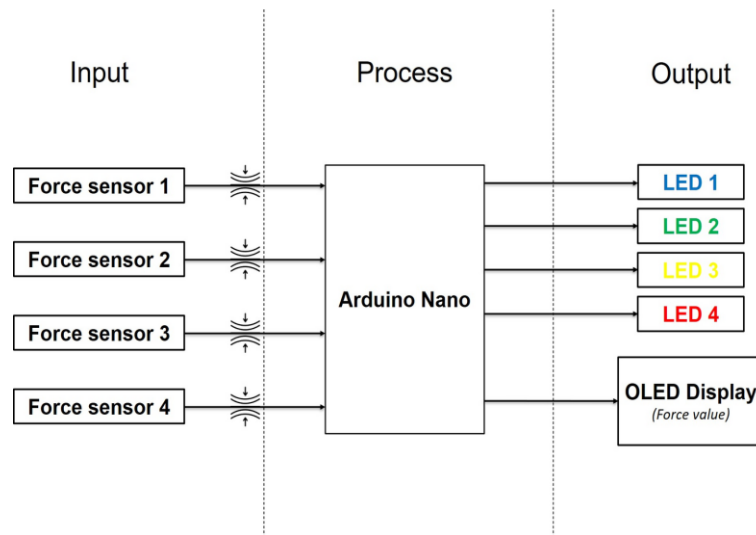 Input
Process
Output
Force sensor 1
Force sensor 2
Force sensor 3
Force sensor 4
Arduino Nano
LED 1
LED 2
LED 3
LED 4
OLED Display
(Force value)